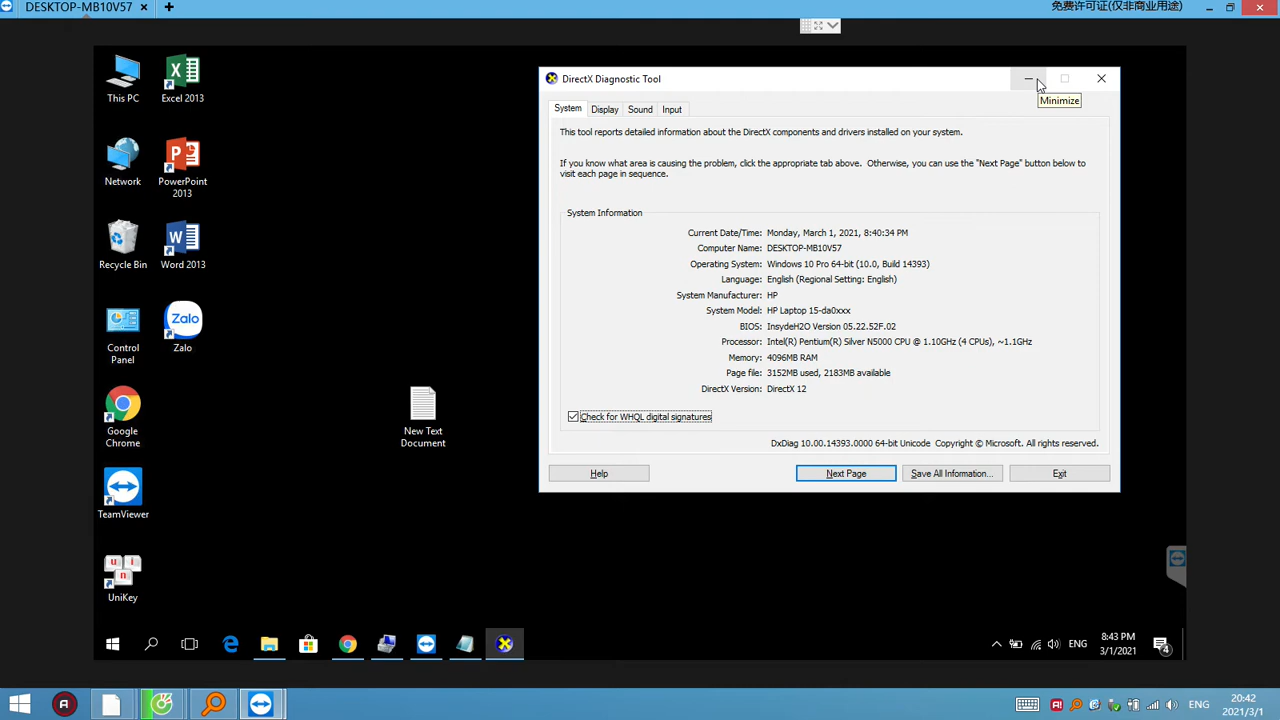 DESKTOP-MB10V57
免费许可证(仅非商业用途)
This PC
Excel 2013
Network
PowerPoint
2013
Recycle Bin
Word 2013
Control
Panel
Zalo
Zalo
Google
Chrome
New Text
Document
TeamViewer
u i
n
UniKey
DirectX Diagnostic Tool
Minimize
System
Display
Sound
Input
This tool reports detailed information about the DirectX components and drivers installed on your system.
If you know what area is causing the problem, click the appropriate tab above. Otherwise, you can use the "Next Page" button below to
visit each page in sequence.
System Information
Current Date/Time: Monday, March 1, 2021, 8:40:34 PM
Computer Name: DESKTOP-MB10V57
Operating System: Windows 10 Pro 64-bit (10.0, Build 14393)
Language: English (Regional Setting: English)
System Manufacturer: HP
System Model: HP Laptop 15-da0xxx
BIOS: InsydeH2O Version 05.22.52F.02
Processor: Intel(R) Pentium(R) Silver N5000 CPU @ 1.10GHz (4 CPUs), ~1.1GHz
Memory: 4096MB RAM
Page file: 3152MB used, 2183MB available
DirectX Version: DirectX 12
Check for WHQL digital signatures
DxDiag 10.00.14393.0000 64-bit Unicode Copyright © Microsoft. All rights reserved.
Help
Next Page
Save All Information...
Exit
ENG
8:43 PM
3/1/2021
4
ENG
20:42
2021/3/1